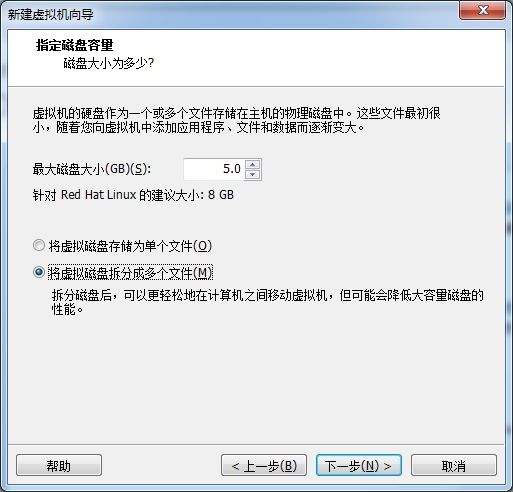 新建虚拟机向导
指定磁盘容量
磁盘大小为多少?
虚拟机的硬盘作为一个或多个文件存储在主机的物理磁盘中。这些文件最初很
小，随着您向虚拟机中添加应用程序、文件和数据而逐渐变大。
最大磁盘大小(GB)(S): 5.0
针对 Red Hat Linux 的建议大小: 8 GB
将虚拟磁盘存储为单个文件(O)
将虚拟磁盘拆分成多个文件(M)
拆分磁盘后，可以更轻松地在计算机之间移动虚拟机，但可能会降低大容量磁盘的
性能。
帮助 < 上一步(B) 下一步(N) > 取消